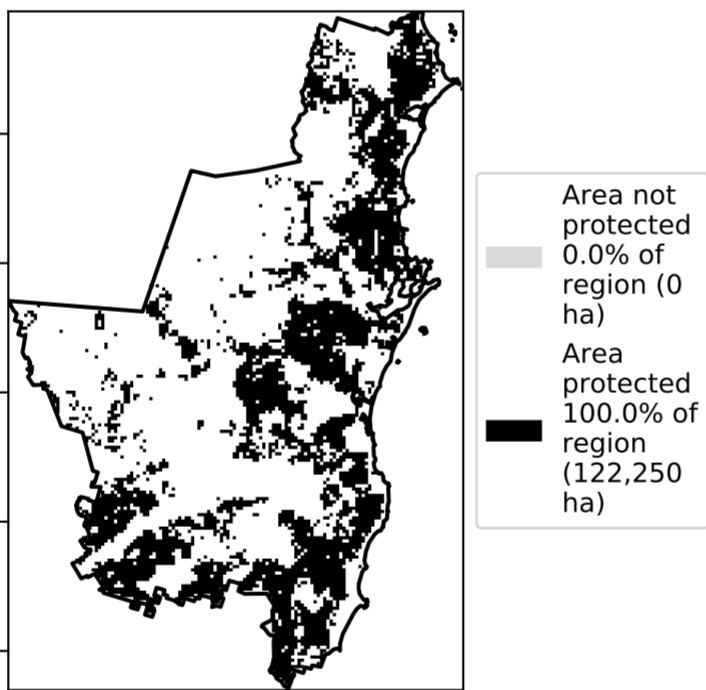 Area not
protected
0.0% of
region (0
ha)
Area
protected
100.0% of
region
(122,250
ha)